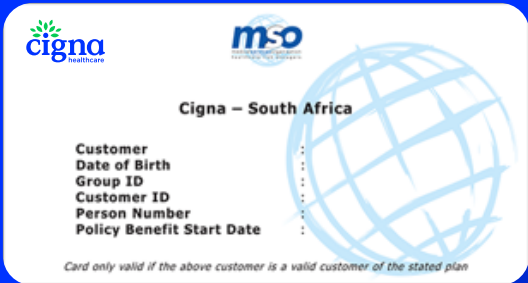 cigna
healthcare
mso
Cigna – South Africa
Customer :
Date of Birth :
Group ID :
Customer ID :
Person Number :
Policy Benefit Start Date :
Card only valid if the above customer is a valid customer of the stated plan